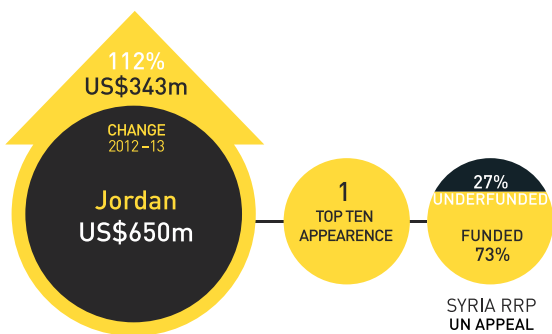 112%
US$343m
CHANGE
2012–13
Jordan
US$650m
1
TOP TEN
APPEARENCE
27%
UNDERFUNDED
FUNDED
73%
SYRIA RRP
UN APPEAL